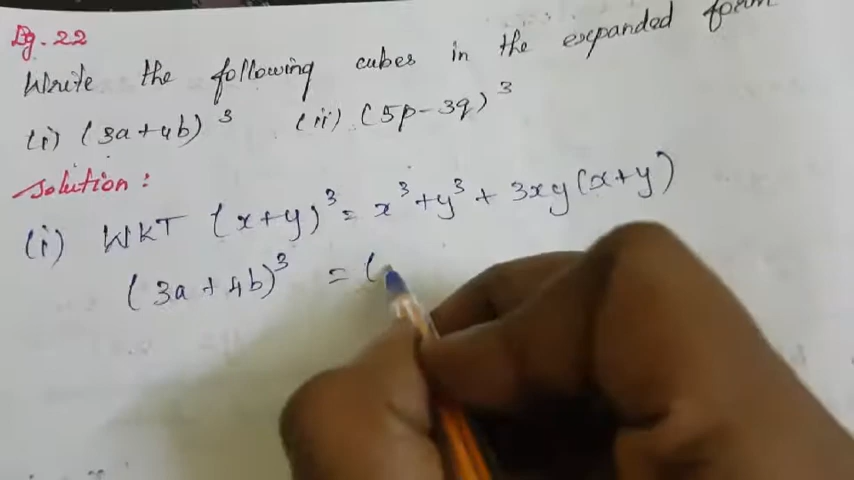 Eg. 22
Write the following cubes in the expanded form
(i) (3a+4b)³ (ii) (5p-3q)³
Solution :
(i) WKT (x+y)³ = x³+y³+3xy(x+y)
(3a+4b)³ = (